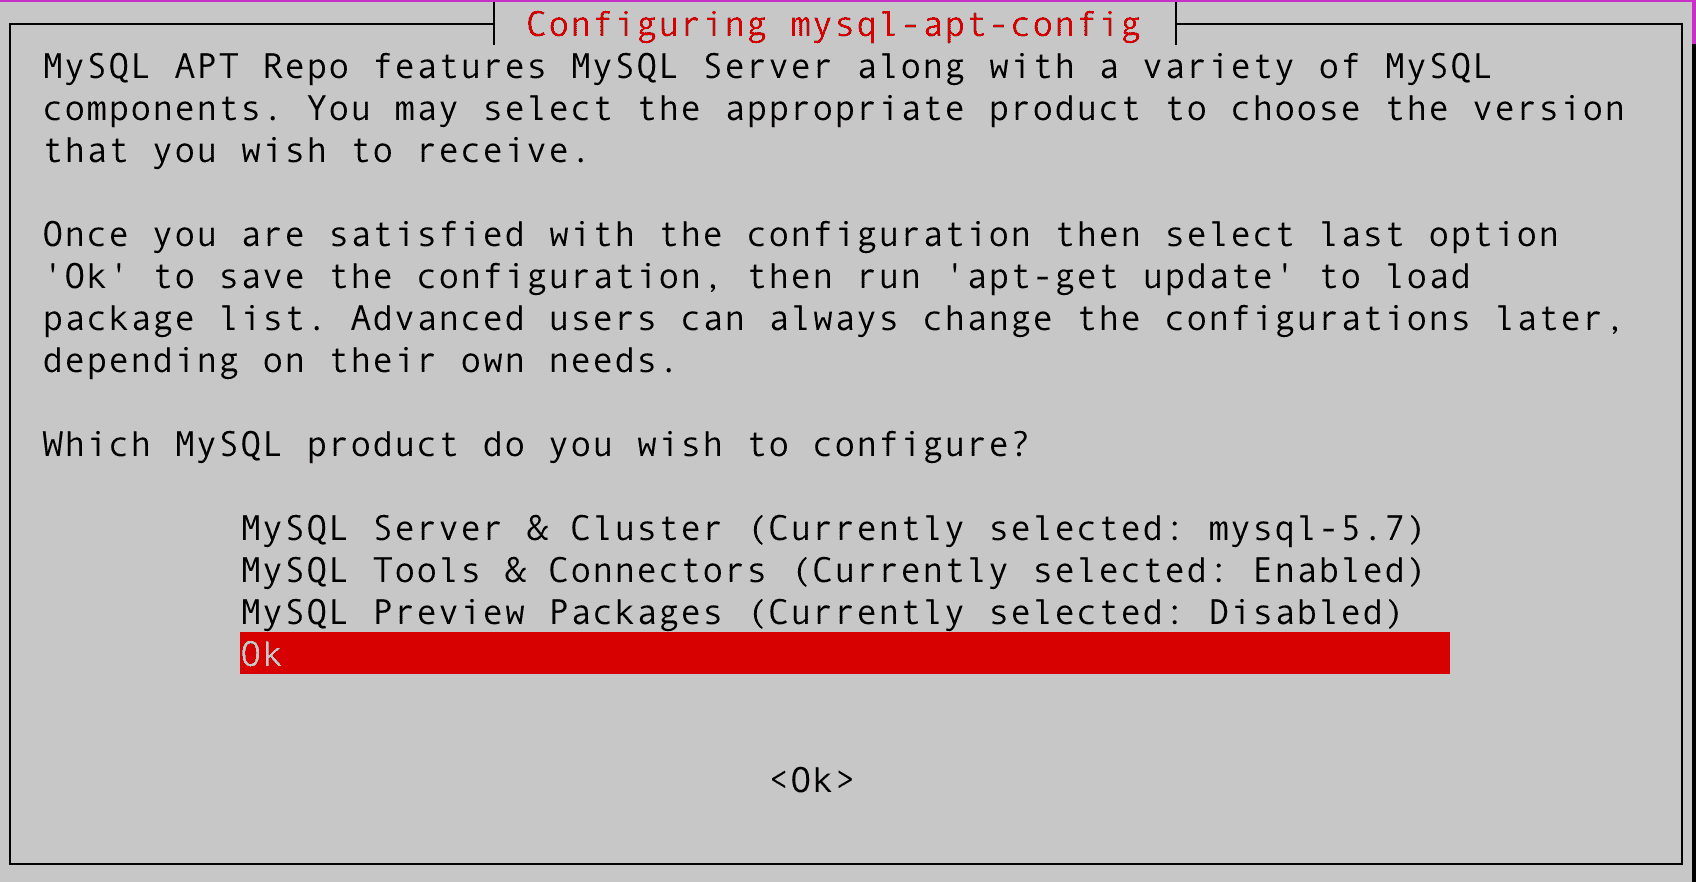 Configuring mysql-apt-config
MySQL APT Repo features MySQL Server along with a variety of MySQL
components. You may select the appropriate product to choose the version
that you wish to receive.
Once you are satisfied with the configuration then select last option
'Ok' to save the configuration, then run 'apt-get update' to load
package list. Advanced users can always change the configurations later,
depending on their own needs.
Which MySQL product do you wish to configure?
MySQL Server & Cluster (Currently selected: mysql-5.7)
MySQL Tools & Connectors (Currently selected: Enabled)
MySQL Preview Packages (Currently selected: Disabled)
Ok
<Ok>